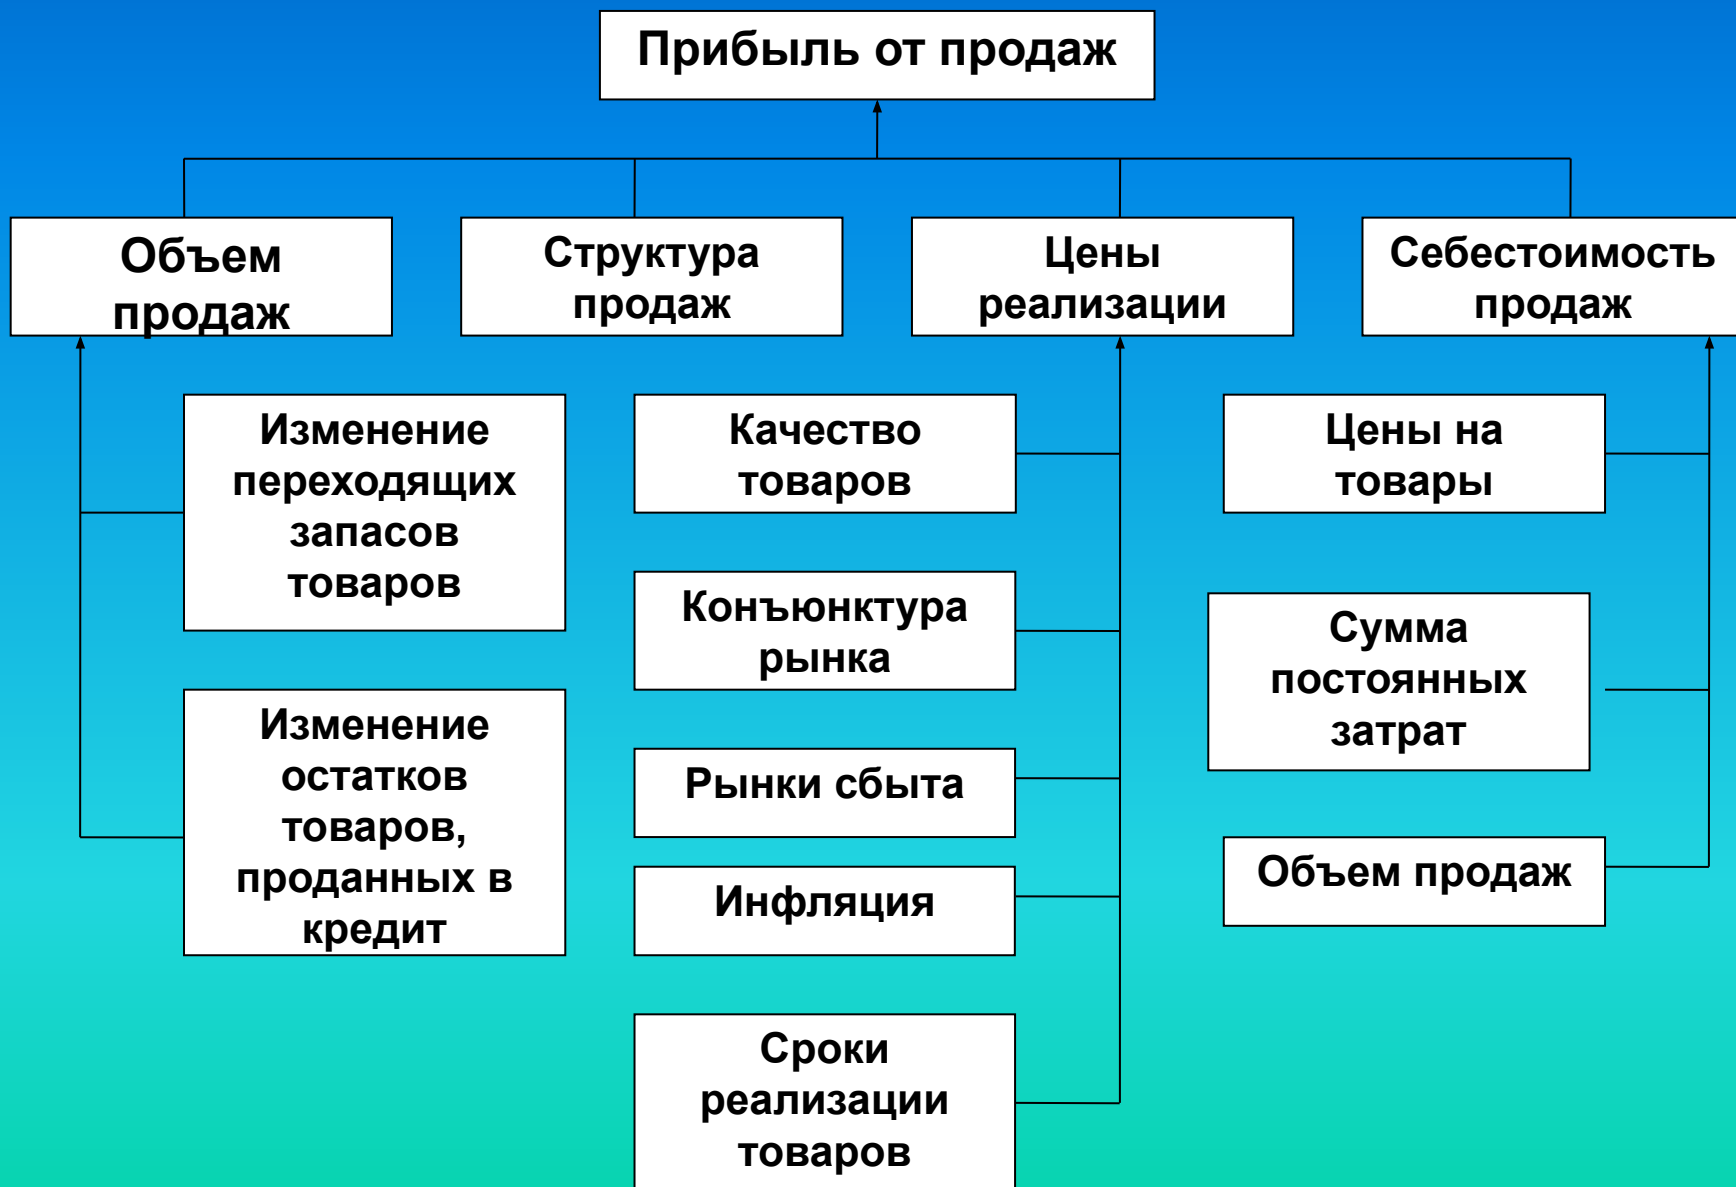 Прибыль от продаж
Объем
продаж
Структура
продаж
Цены
реализации
Себестоимость
продаж
Изменение
переходящих
запасов
товаров
Изменение
остатков
товаров,
проданных в
кредит
Качество
товаров
Конъюнктура
рынка
Рынки сбыта
Инфляция
Сроки
реализации
товаров
Цены на
товары
Сумма
постоянных
затрат
Объем продаж